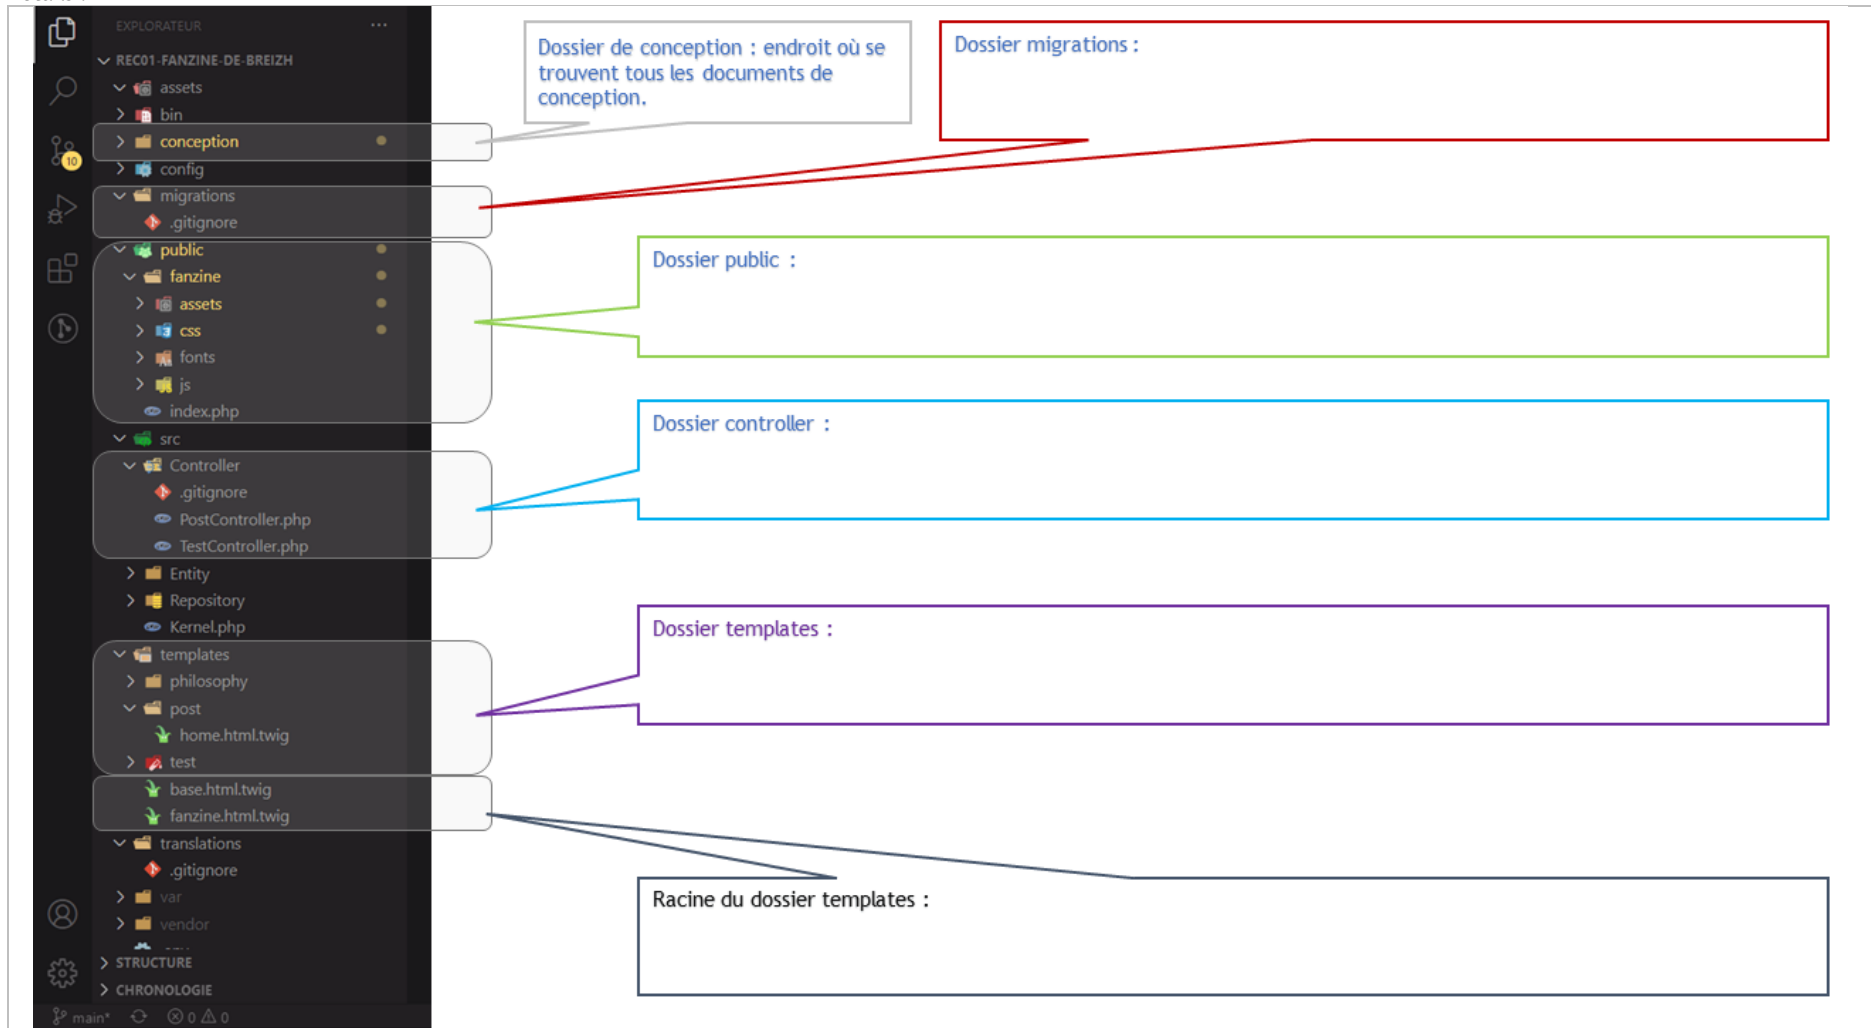 EXPLORATEUR
REC01-FANZINE-DE-BREIZH
assets
bin
conception
config
migrations
.gitignore
public
fanzine
assets
css
fonts
js
index.php
src
Controller
.gitignore
PostController.php
TestController.php
Entity
Repository
Kernel.php
templates
philosophy
post
home.html.twig
test
base.html.twig
fanzine.html.twig
translations
.gitignore
var
vendor
STRUCTURE
CHRONOLOGIE
main*
0
0
10
Dossier de conception : endroit où se
trouvent tous les documents de
conception.
Dossier migrations :
Dossier public :
Dossier controller :
Dossier templates :
Racine du dossier templates :